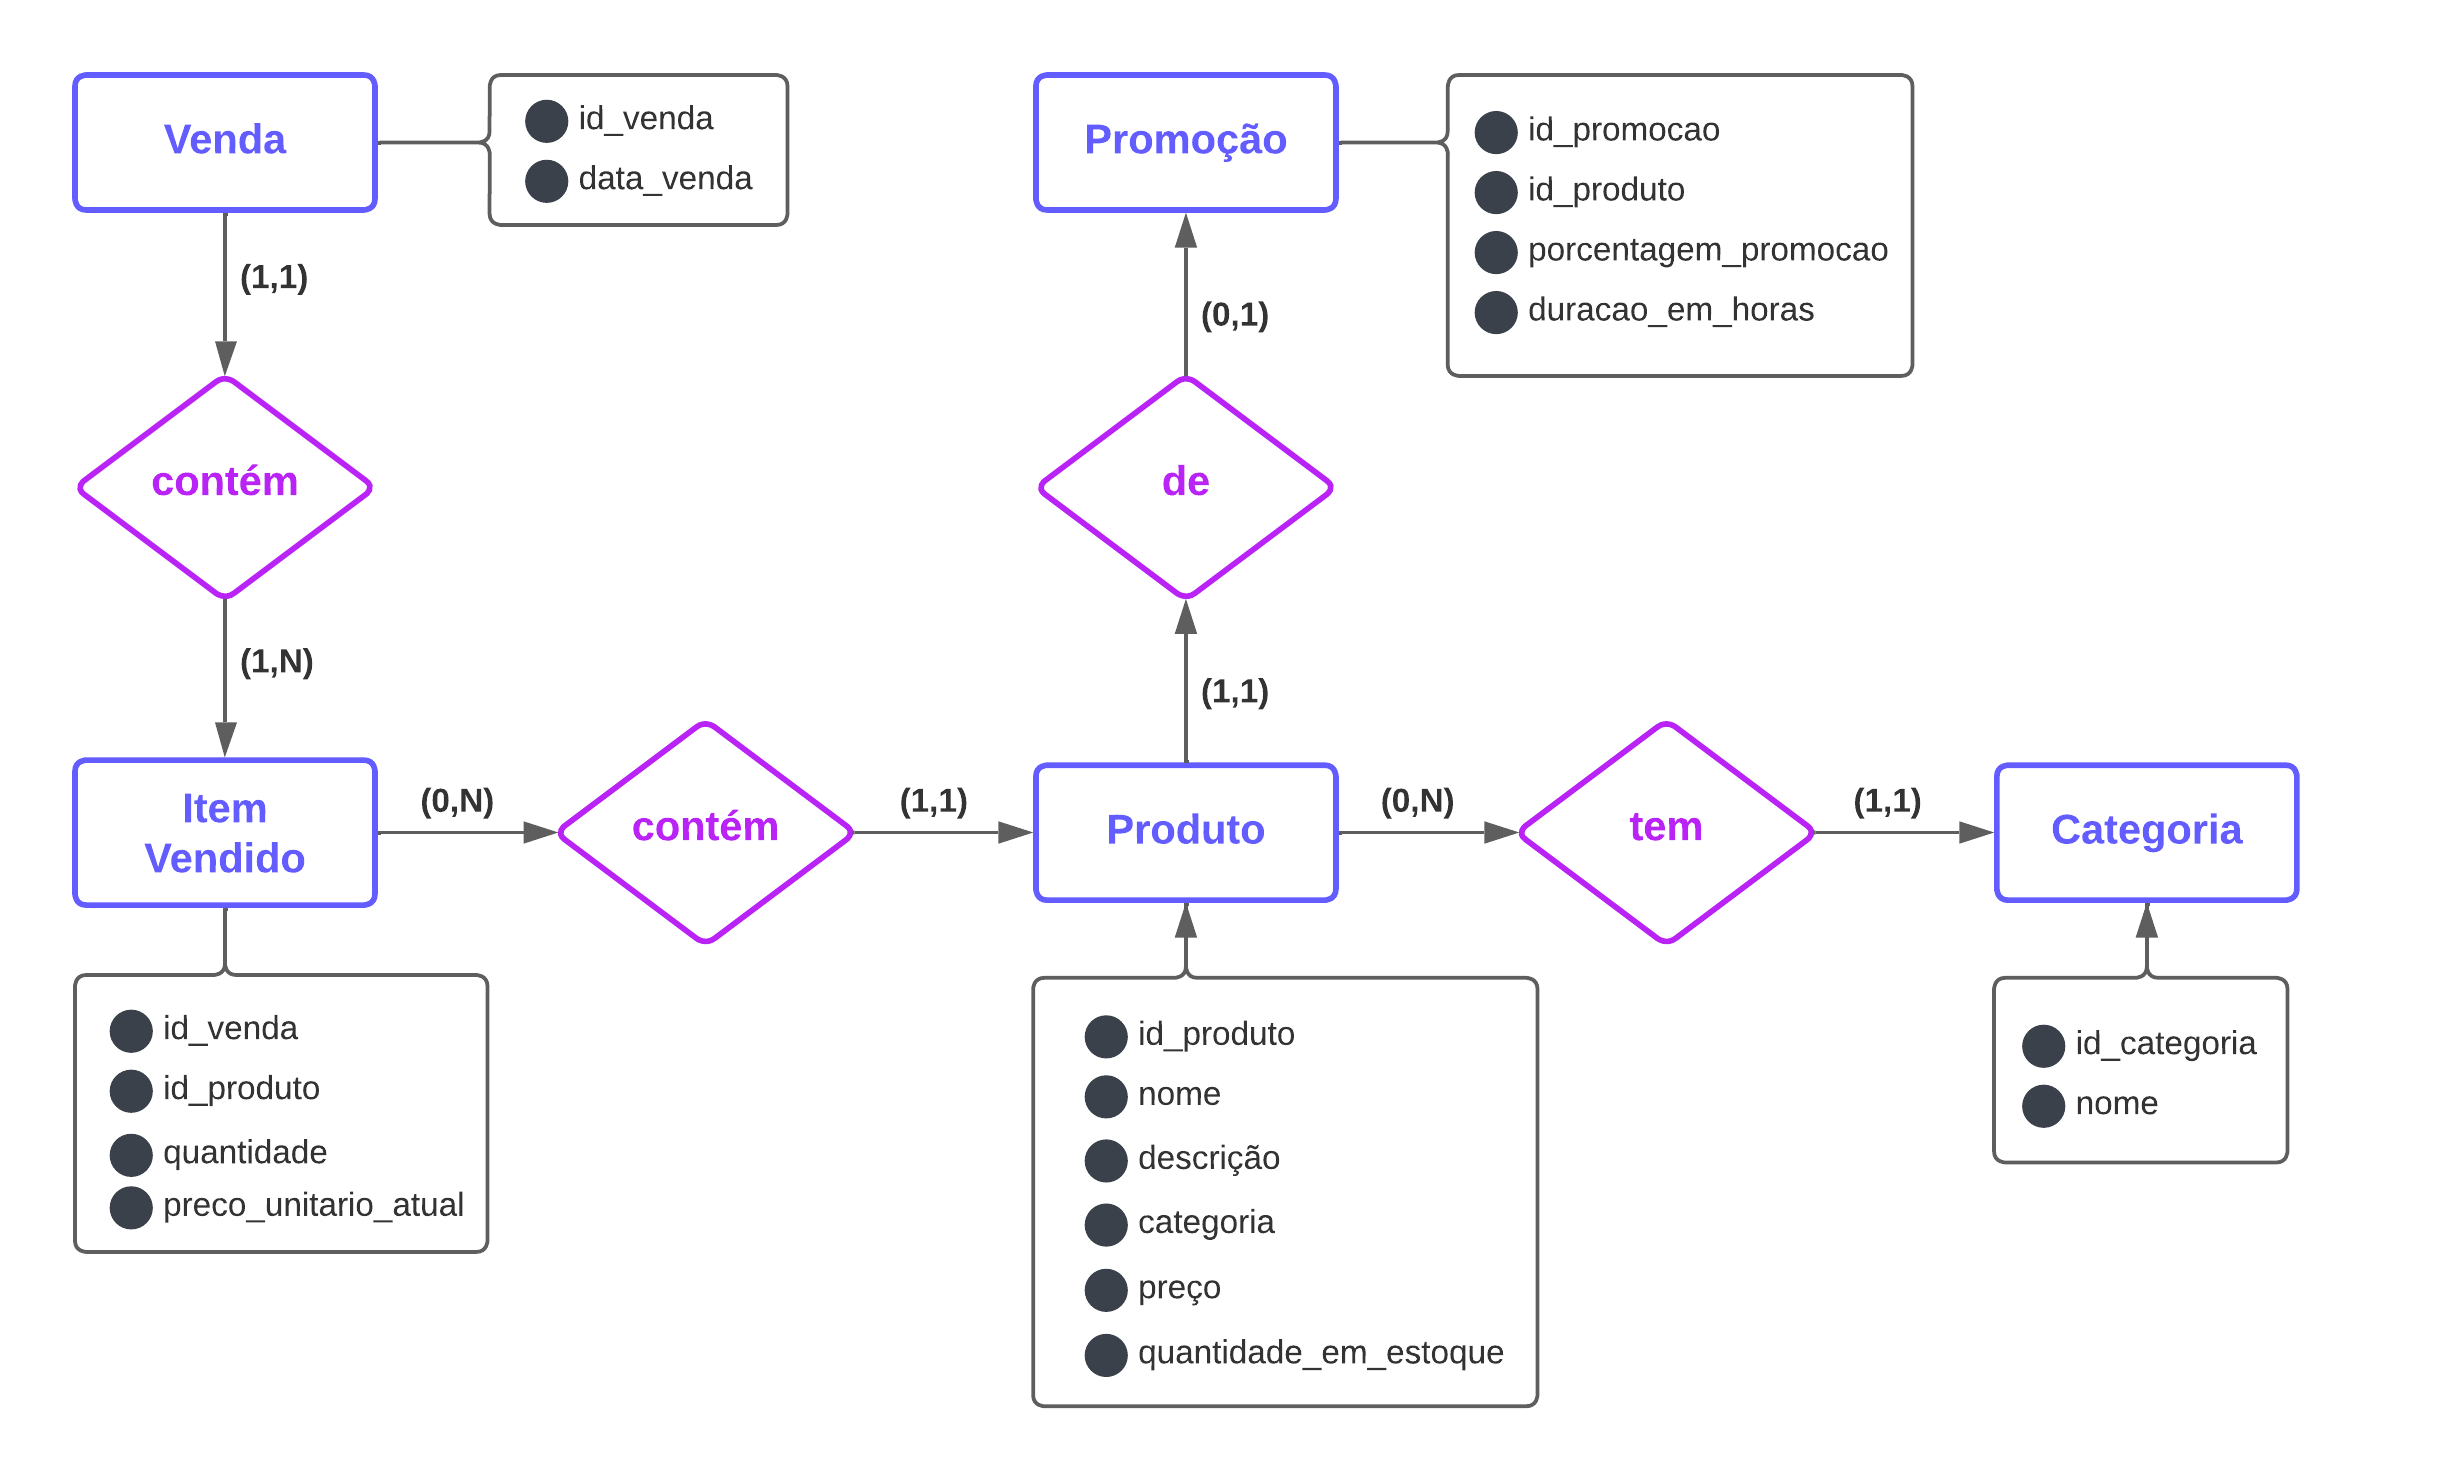 Venda
id_venda
data_venda
Promoção
id_promocao
id_produto
porcentagem_promocao
duracao_em_horas
(1,1)
(0,1)
contém
de
(1,N)
(1,1)
Item
Vendido
(0,N)
contém
(1,1)
Produto
(0,N)
tem
(1,1)
Categoria
id_venda
id_produto
quantidade
preco_unitario_atual
id_produto
nome
descrição
categoria
preço
quantidade_em_estoque
id_categoria
nome